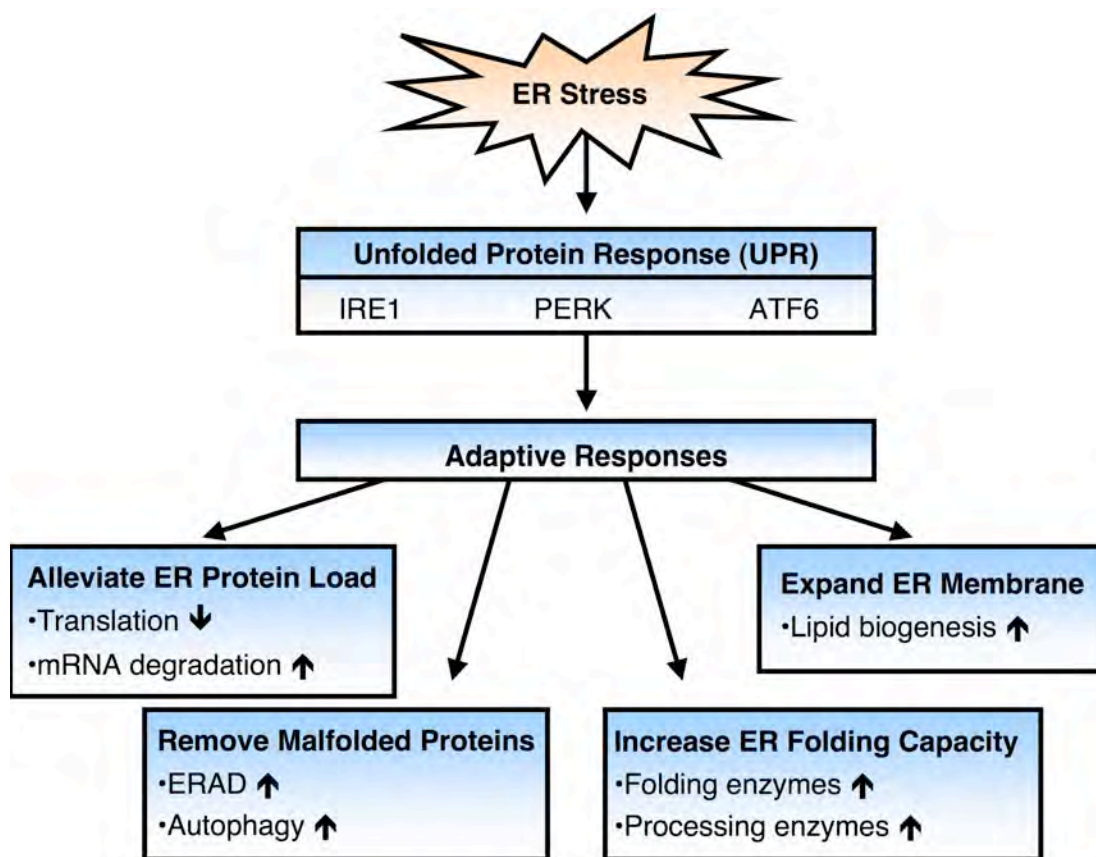 ER Stress
Unfolded Protein Response (UPR)
IRE1 PERK ATF6
Adaptive Responses
Alleviate ER Protein Load
•Translation ↓
•mRNA degradation ↑
Expand ER Membrane
•Lipid biogenesis ↑
Remove Malfolded Proteins
•ERAD ↑
•Autophagy ↑
Increase ER Folding Capacity
•Folding enzymes ↑
•Processing enzymes ↑